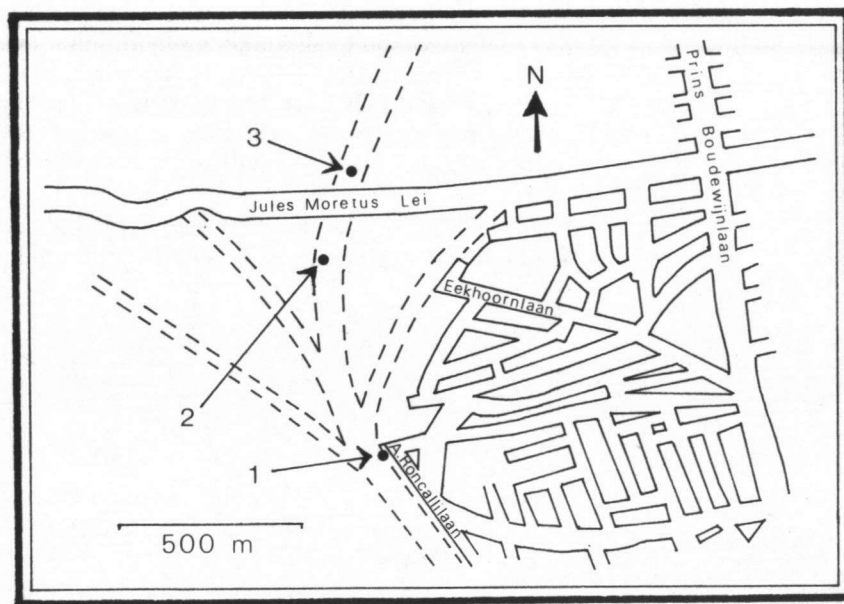 N
3
Prins Boudewijnlaan
Jules Moretus Lei
Eekhoornlaan
2
1
A. Roncallilaan
500 m